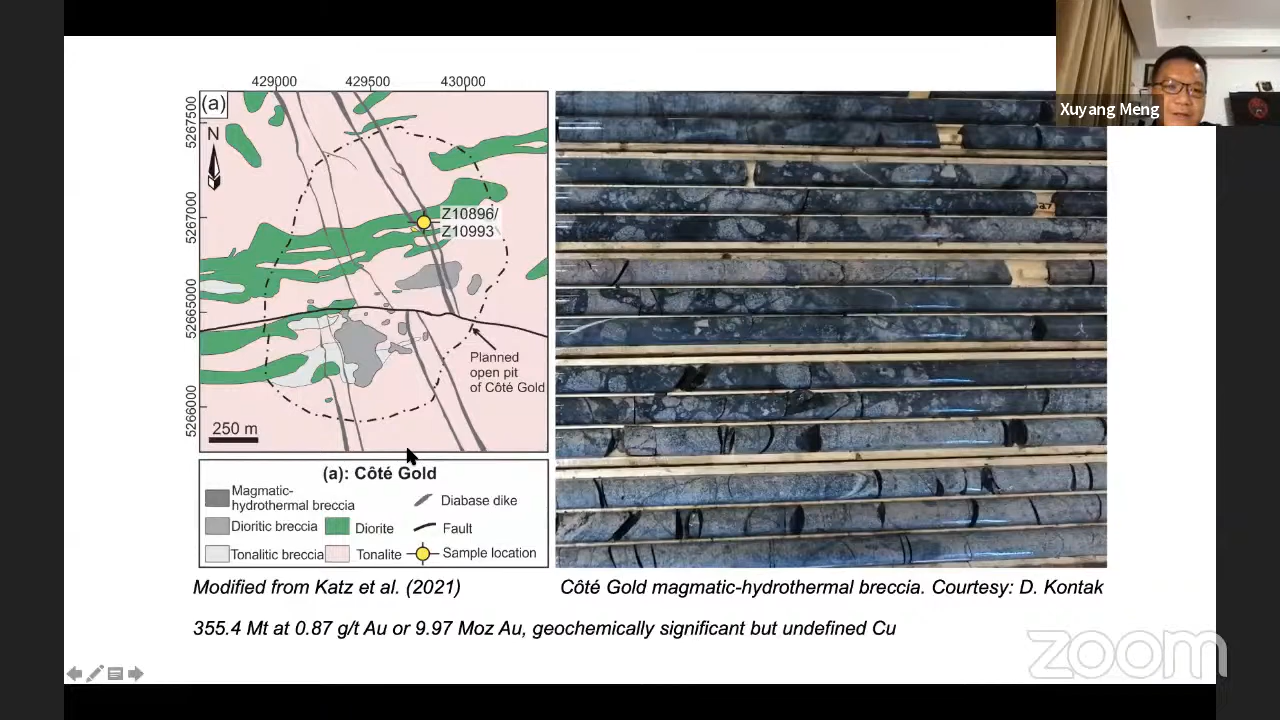 Xuyang Meng
429000 429500 430000
(a)
N
5267500
5267000
5266500
5266000
Z10896/
Z10993
Planned
open pit
of Côté Gold
250 m
(a): Côté Gold
Magmatic-
hydrothermal breccia
Diabase dike
Dioritic breccia
Diorite
Fault
Tonalitic breccia
Tonalite
Sample location
Modified from Katz et al. (2021)
Côté Gold magmatic-hydrothermal breccia. Courtesy: D. Kontak
355.4 Mt at 0.87 g/t Au or 9.97 Moz Au, geochemically significant but undefined Cu
zoom